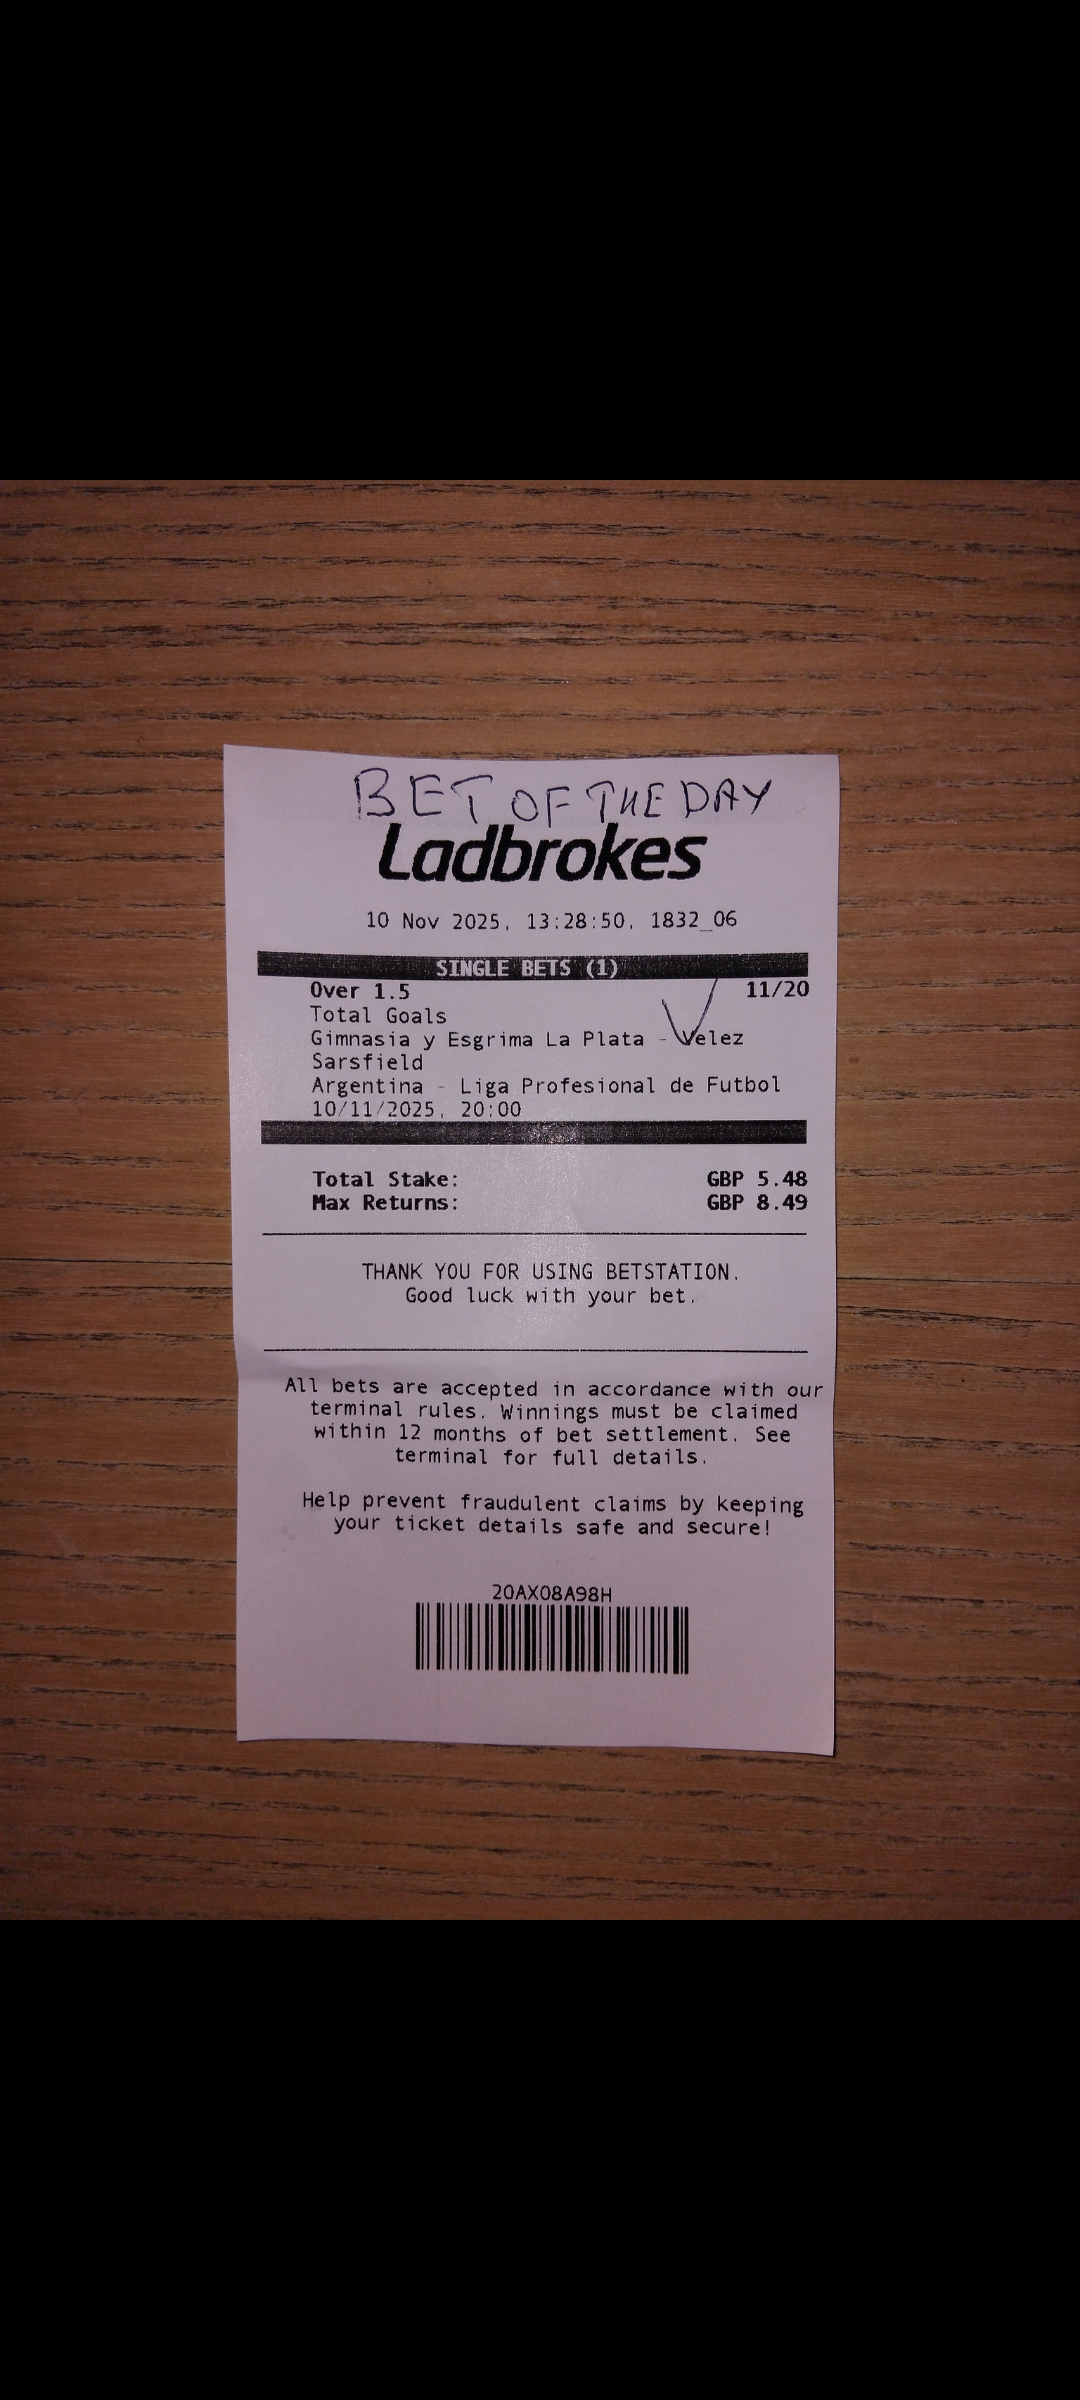 BET OF THE DAY
Ladbrokes
10 Nov 2025, 13:28:50, 1832_06
SINGLE BETS (1)
Over 1.5 11/20
Total Goals
Gimnasia y Esgrima La Plata - Velez
Sarsfield
Argentina - Liga Profesional de Futbol
10/11/2025, 20:00
Total Stake: GBP 5.48
Max Returns: GBP 8.49
THANK YOU FOR USING BETSTATION.
Good luck with your bet.
All bets are accepted in accordance with our
terminal rules. Winnings must be claimed
within 12 months of bet settlement. See
terminal for full details.
Help prevent fraudulent claims by keeping
your ticket details safe and secure!
20AX08A98H